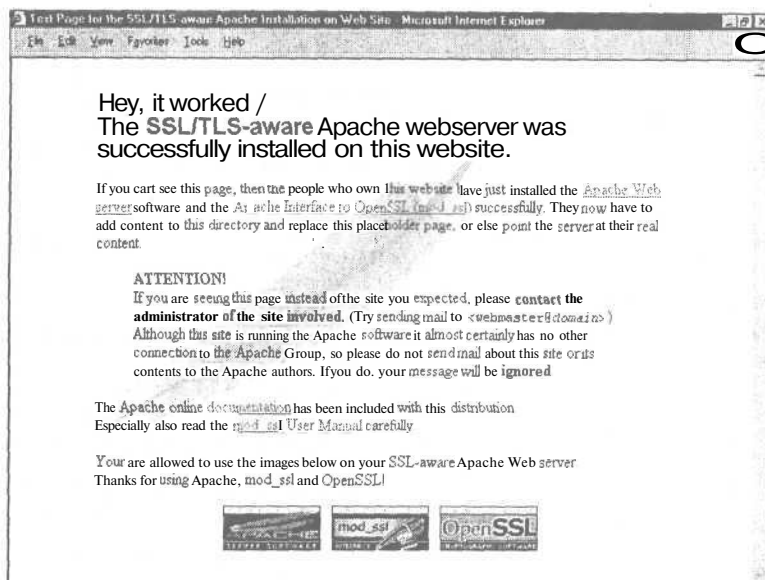 Test Page for the SSL/TLS-aware Apache Installation on Web Site - Microsoft Internet Explorer
File Edit View Favorites Tools Help
Hey, it worked /
The SSL/TLS-aware Apache webserver was
successfully installed on this website.
If you cart see this page, then the people who own this website have just installed the Apache Web
server software and the Apache Interface to OpenSSL (mod_ssl) successfully. They now have to
add content to this directory and replace this placeholder page, or else point the server at their real
content.
ATTENTION!
If you are seeing this page instead of the site you expected, please contact the
administrator of the site involved. (Try sending mail to <webmaster@domain>)
Although this site is running the Apache software it almost certainly has no other
connection to the Apache Group, so please do not send mail about this site or its
contents to the Apache authors. If you do. your message will be ignored
The Apache online documentation has been included with this distribution
Especially also read the mod_ssl User Manual carefully
Your are allowed to use the images below on your SSL-aware Apache Web server
Thanks for using Apache, mod_ssl and OpenSSL!
APACHE mod_ssl OpenSSL